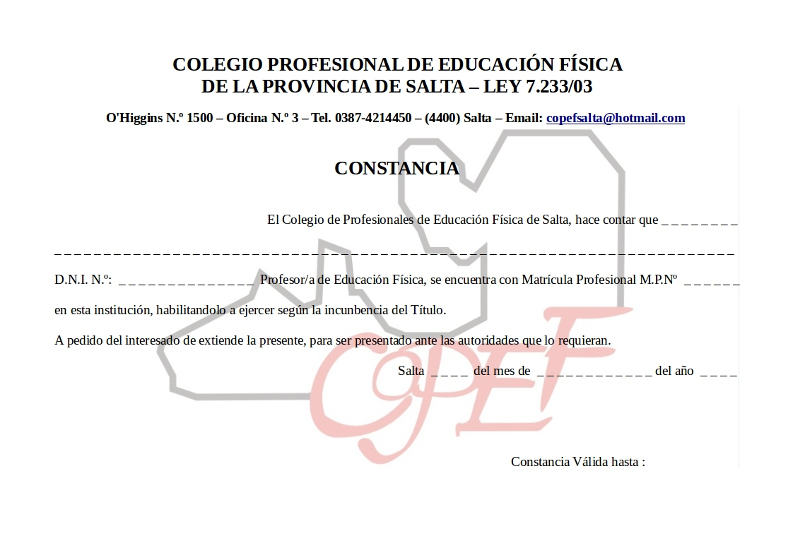 COLEGIO PROFESIONAL DE EDUCACIÓN FÍSICA
DE LA PROVINCIA DE SALTA – LEY 7.233/03
O'Higgins N.º 1500 – Oficina N.º 3 – Tel. 0387-4214450 – (4400) Salta – Email: copefsalta@hotmail.com
CONSTANCIA
El Colegio de Profesionales de Educación Física de Salta, hace contar que _ _ _ _ _ _ _ _
_ _ _ _ _ _ _ _ _ _ _ _ _ _ _ _ _ _ _ _ _ _ _ _ _ _ _ _ _ _ _ _ _ _ _ _ _ _ _ _ _ _ _ _ _ _ _ _ _ _ _ _ _ _ _ _ _ _ _ _ _ _ _ _ _ _ _ _ _ _
D.N.I. N.º: _ _ _ _ _ _ _ _ _ _ _ _ _ _ Profesor/a de Educación Física, se encuentra con Matrícula Profesional M.P.Nº _ _ _ _ _ _
en esta institución, habilitandolo a ejercer según la incunbencia del Título.
A pedido del interesado de extiende la presente, para ser presentado ante las autoridades que lo requieran.
Salta _ _ _ _ del mes de _ _ _ _ _ _ _ _ _ _ _ _ del año _ _ _ _
COPEF
Constancia Válida hasta :